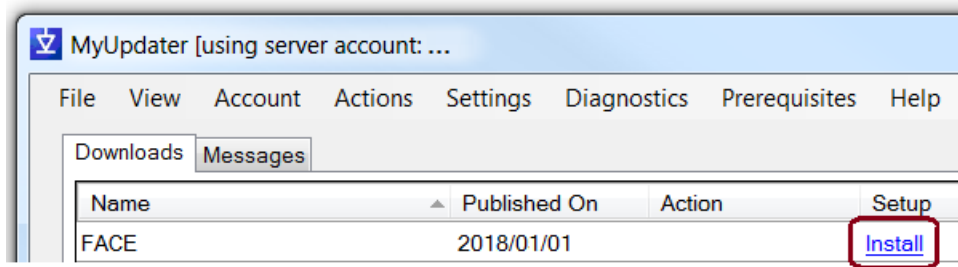 MyUpdater [using server account: ...
File View Account Actions Settings Diagnostics Prerequisites Help
Downloads Messages
Name Published On Action Setup
FACE 2018/01/01 Install